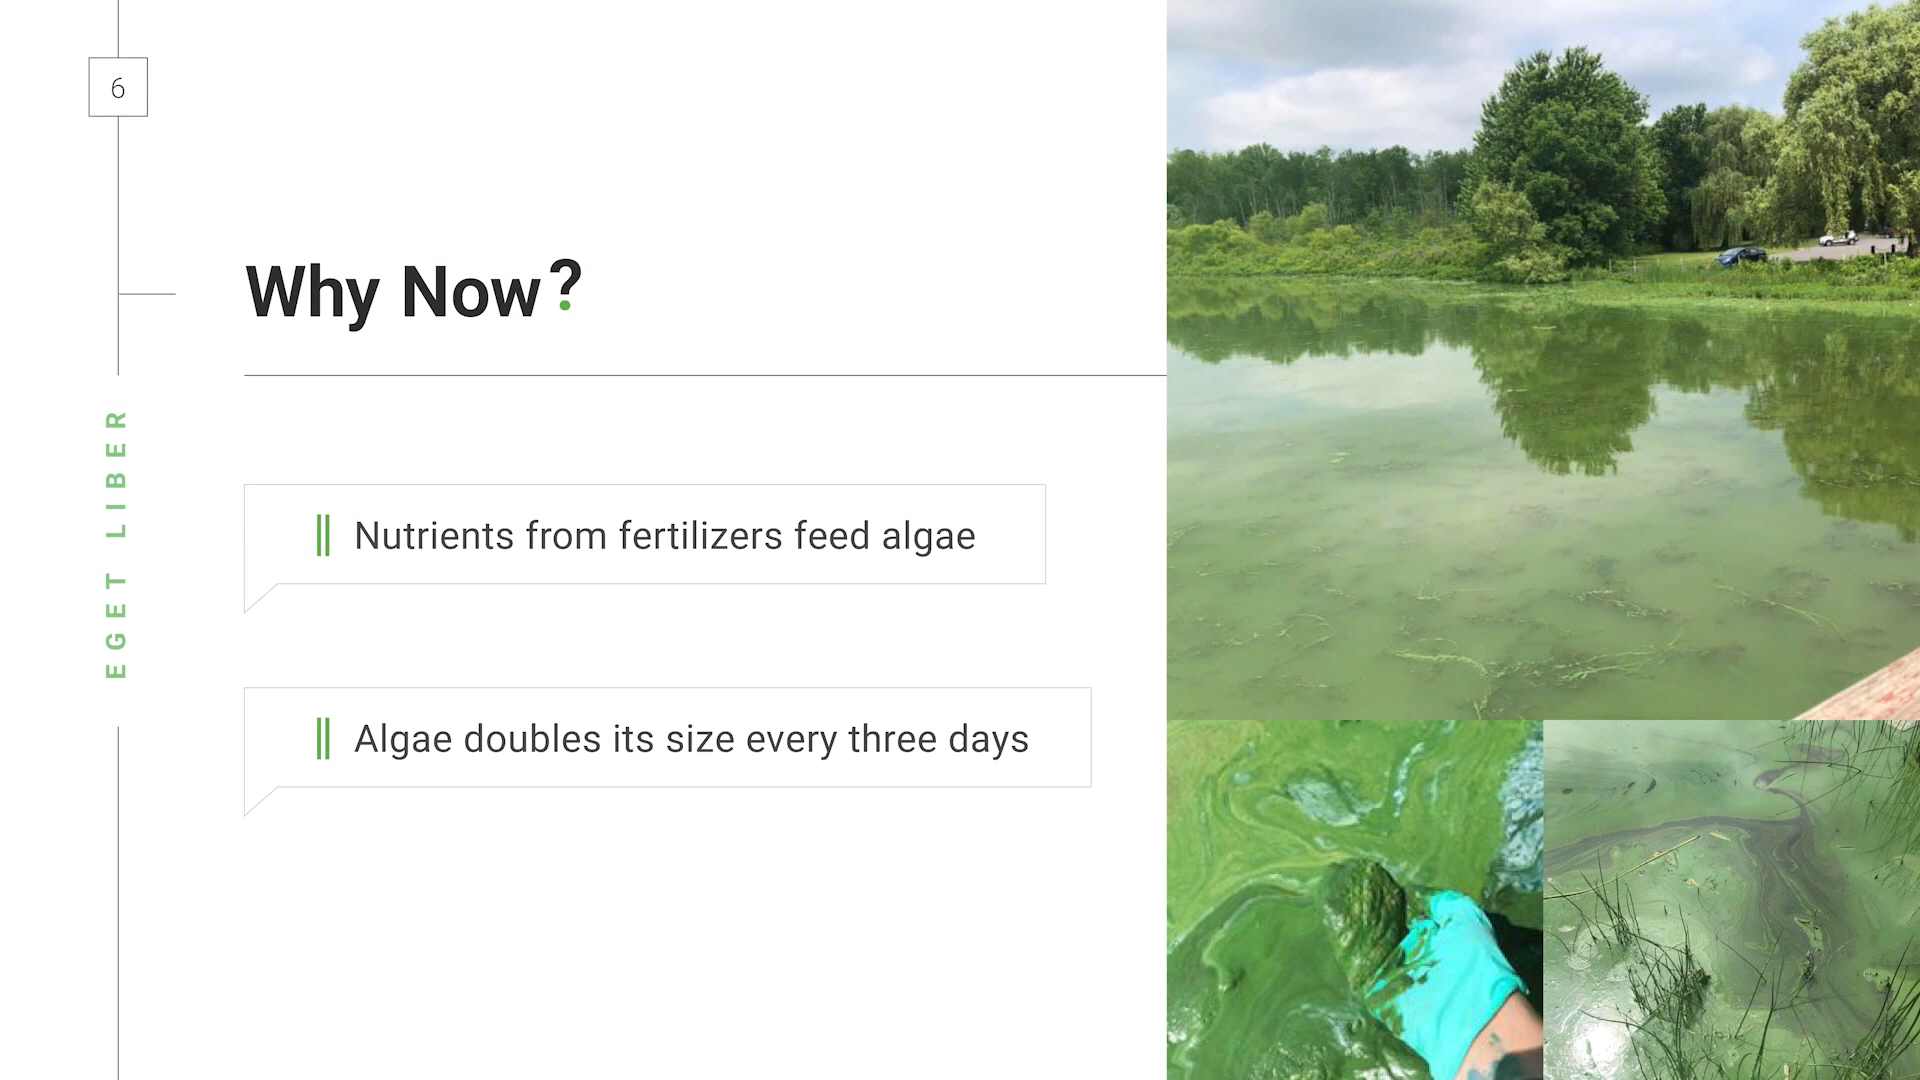 6
Why Now?
EGET LIBER
Nutrients from fertilizers feed algae
Algae doubles its size every three days